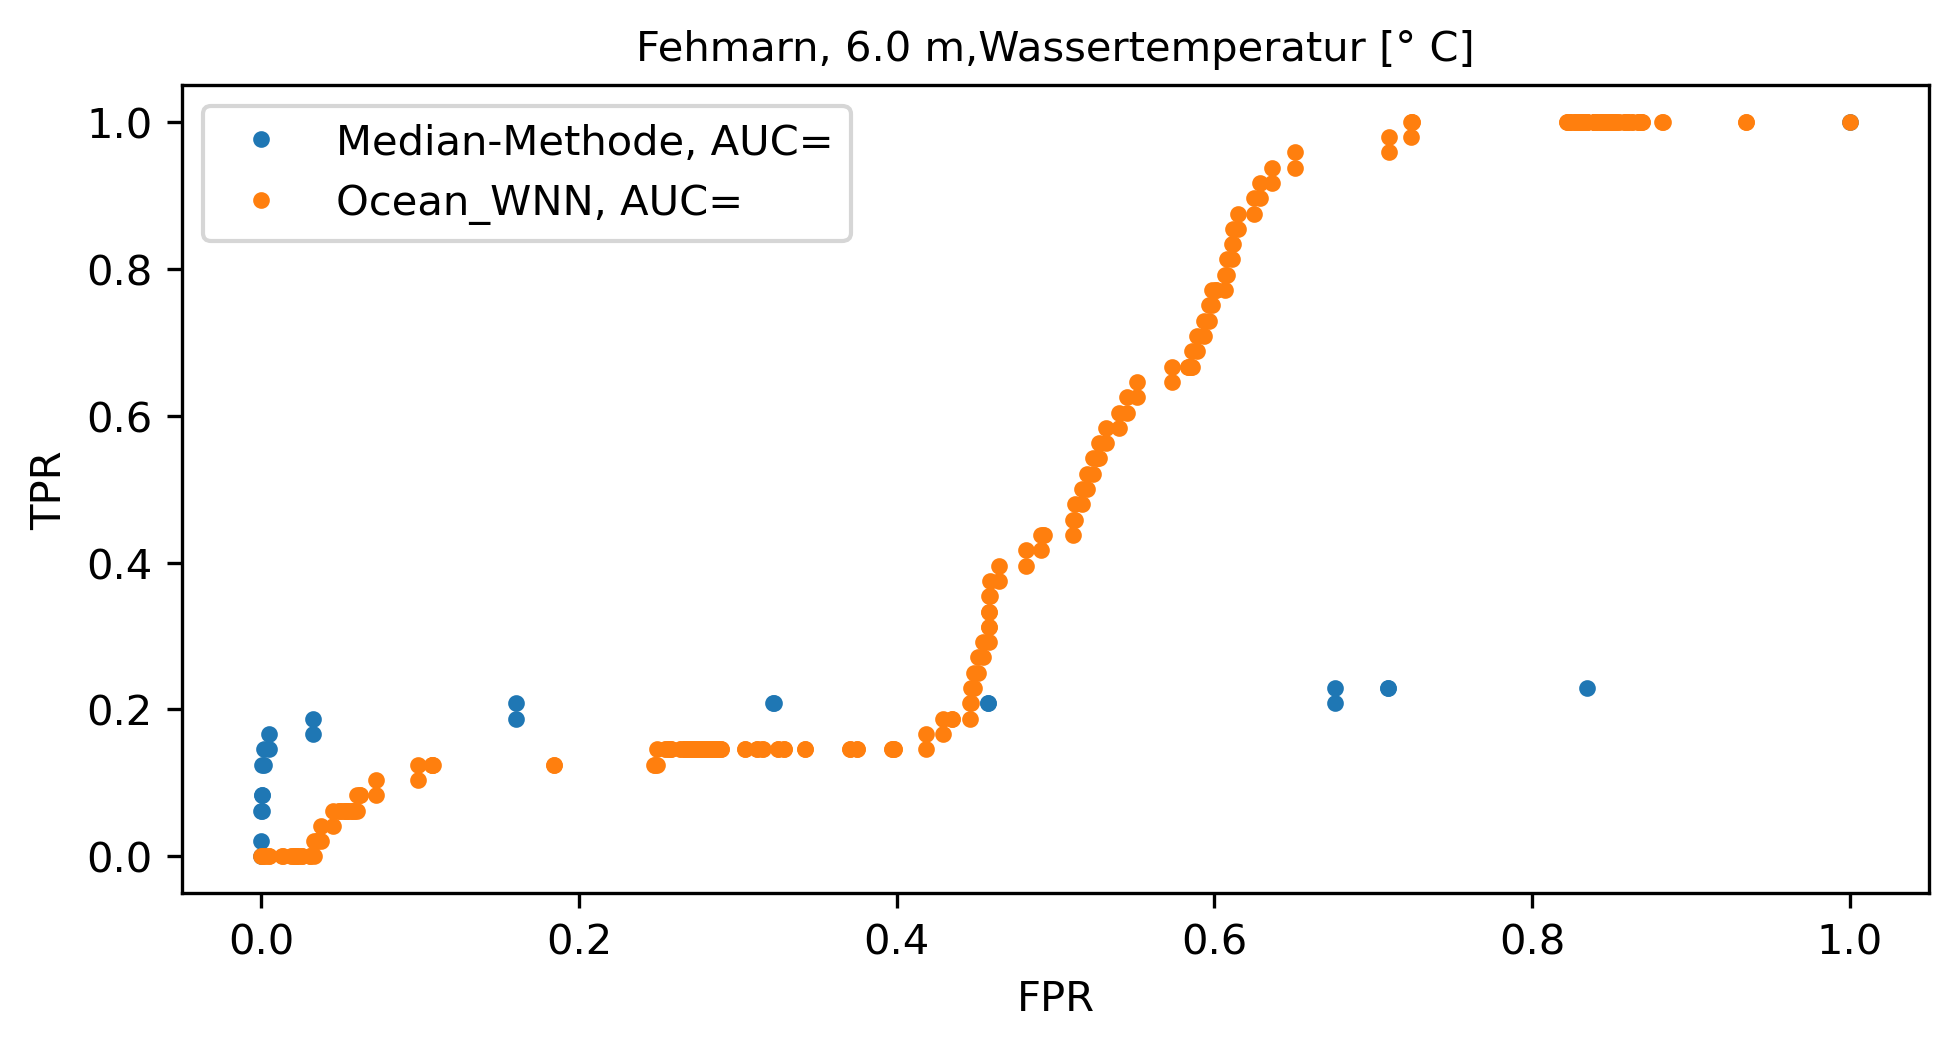 Fehmarn, 6.0 m,Wassertemperatur [° C]
Median-Methode, AUC=
Ocean_WNN, AUC=
TPR
1.0
0.8
0.6
0.4
0.2
0.0
0.0 0.2 0.4 0.6 0.8 1.0
FPR